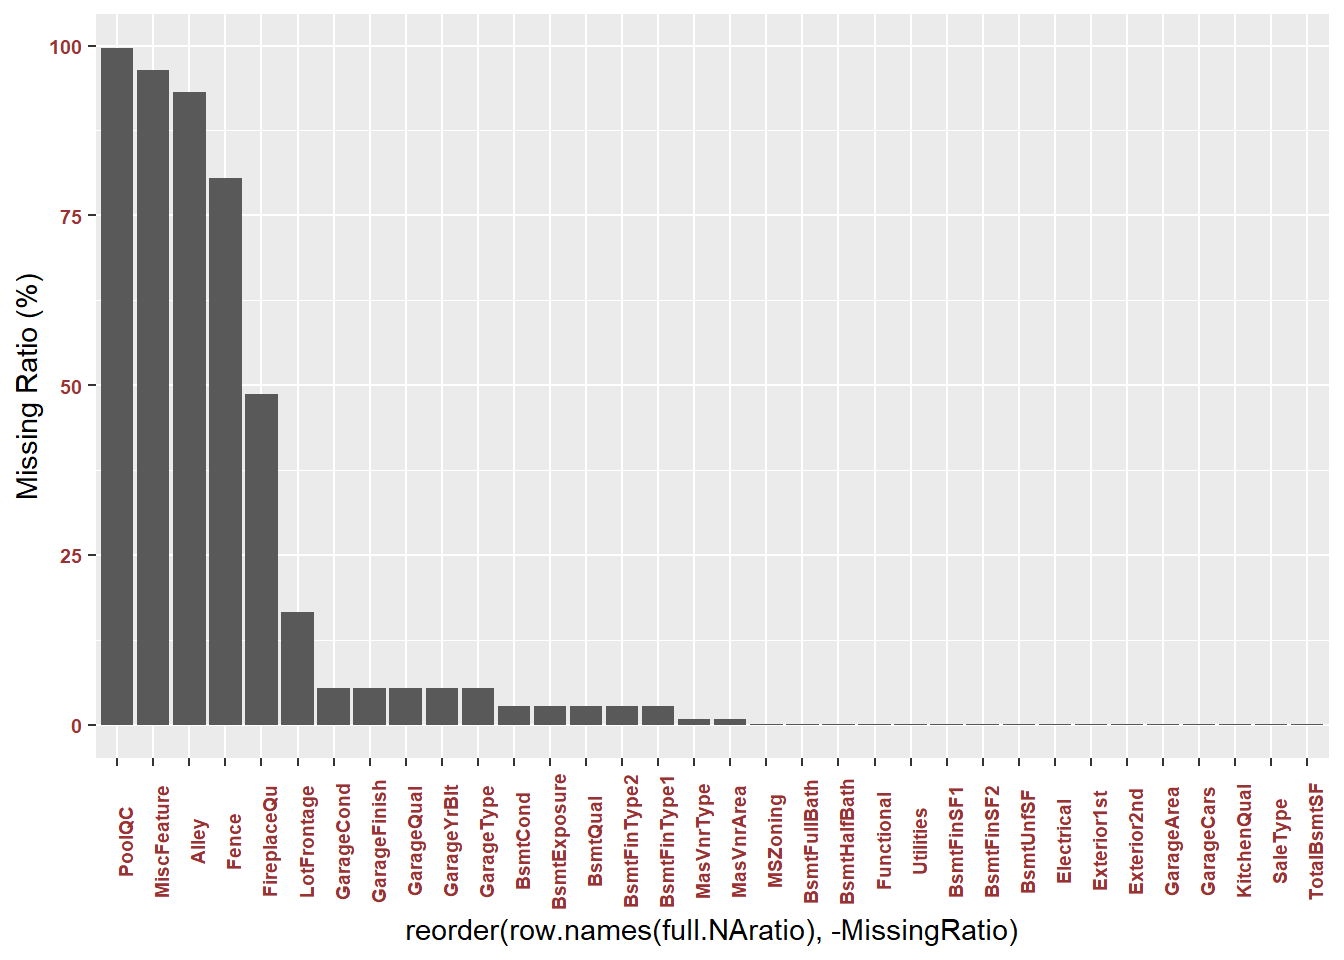 100
75
50
25
0
Missing Ratio (%)
PoolQC
MiscFeature
Alley
Fence
FireplaceQu
LotFrontage
GarageCond
GarageFinish
GarageQual
GarageYrBlt
GarageType
BsmtCond
BsmtExposure
BsmtQual
BsmtFinType2
BsmtFinType1
MasVnrType
MasVnrArea
MSZoning
BsmtFullBath
BsmtHalfBath
Functional
Utilities
BsmtFinSF1
BsmtFinSF2
BsmtUnfSF
Electrical
Exterior1st
Exterior2nd
GarageArea
GarageCars
KitchenQual
SaleType
TotalBsmtSF
reorder(row.names(full.NAratio), -MissingRatio)